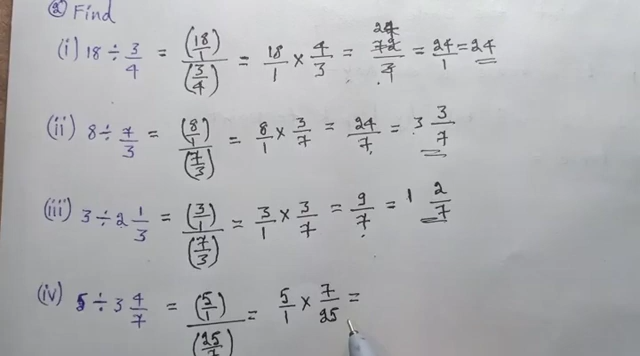 ② Find
(i) 18 ÷ 3/4 = (18/1)/(3/4) = 18/1 × 4/3 = 24 72/3 = 24/1 = 24
(ii) 8 ÷ 7/3 = (8/1)/(7/3) = 8/1 × 3/7 = 24/7 = 3 3/7
(iii) 3 ÷ 2 1/3 = (3/1)/(7/3) = 3/1 × 3/7 = 9/7 = 1 2/7
(iv) 5 ÷ 3 4/7 = (5/1)/(25/7) = 5/1 × 7/25 =